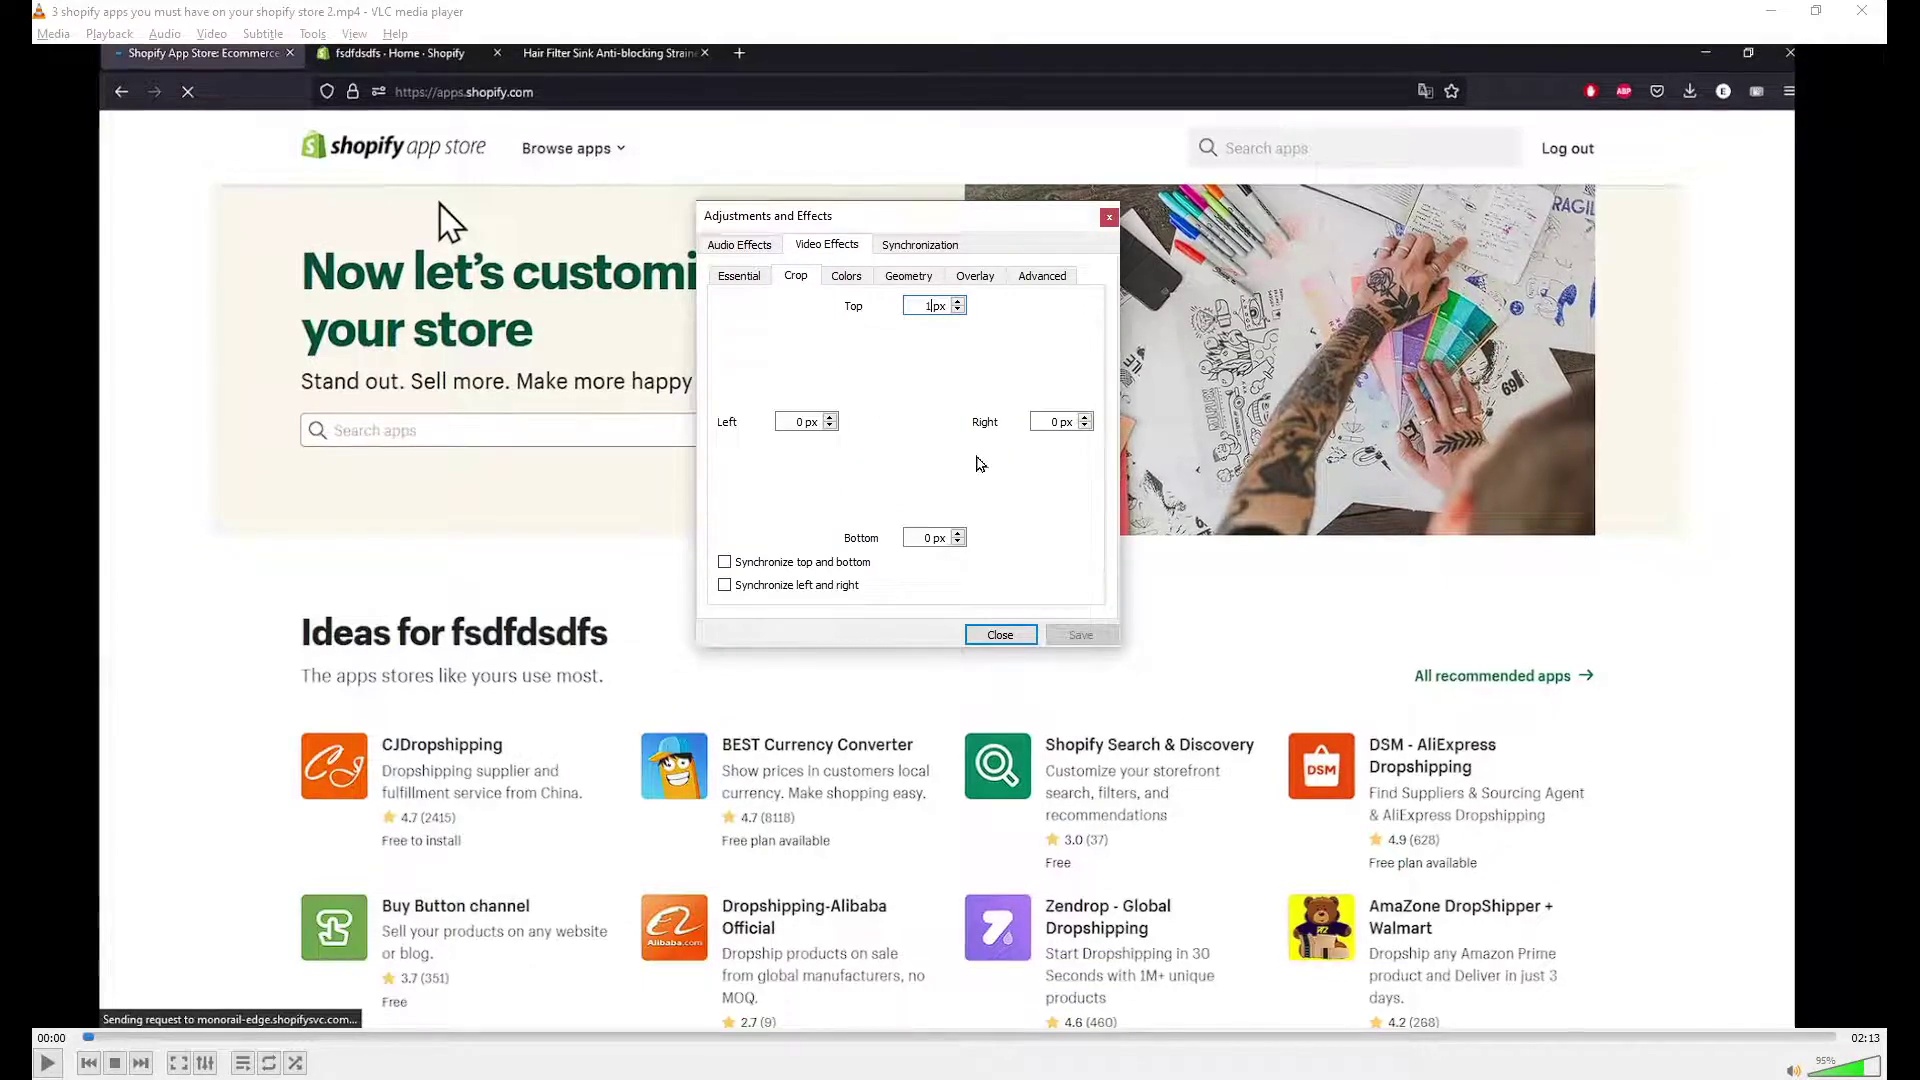 3 shopify apps you must have on your shopify store 2.mp4 - VLC media player
Media Playback Audio Video Subtitle Tools View Help
Shopify App Store: Ecommerce
fsdfdsdfs · Home · Shopify
Hair Filter Sink Anti-blocking Straine
https://apps.shopify.com
ABP
E
shopify app store
Browse apps
Search apps
Log out
Now let's customi
your store
Stand out. Sell more. Make more happy
Search apps
FRAGIL
69
Adjustments and Effects
Audio Effects Video Effects Synchronization
Essential Crop Colors Geometry Overlay Advanced
Top 1 px
Left 0 px
Right 0 px
Bottom 0 px
Synchronize top and bottom
Synchronize left and right
Close Save
Ideas for fsdfdsdfs
The apps stores like yours use most.
All recommended apps
CJDropshipping
Dropshipping supplier and
fulfillment service from China.
4.7 (2415)
Free to install
BEST Currency Converter
Show prices in customers local
currency. Make shopping easy.
4.7 (8118)
Free plan available
Shopify Search & Discovery
Customize your storefront
search, filters, and
recommendations
3.0 (37)
Free
DSM
DSM - AliExpress
Dropshipping
Find Suppliers & Sourcing Agent
& AliExpress Dropshipping
4.9 (628)
Free plan available
Buy Button channel
Sell your products on any website
or blog.
3.7 (351)
Free
Alibaba.com
Dropshipping-Alibaba
Official
Dropship products on sale
from global manufacturers, no
MOQ.
2.7 (9)
Zendrop - Global
Dropshipping
Start Dropshipping in 30
Seconds with 1M+ unique
products
4.6 (460)
AmaZone DropShipper +
Walmart
Dropship any Amazon Prime
product and Deliver in just 3
days.
4.2 (268)
Sending request to monorail-edge.shopifysvc.com...
00:00
02:13
95%